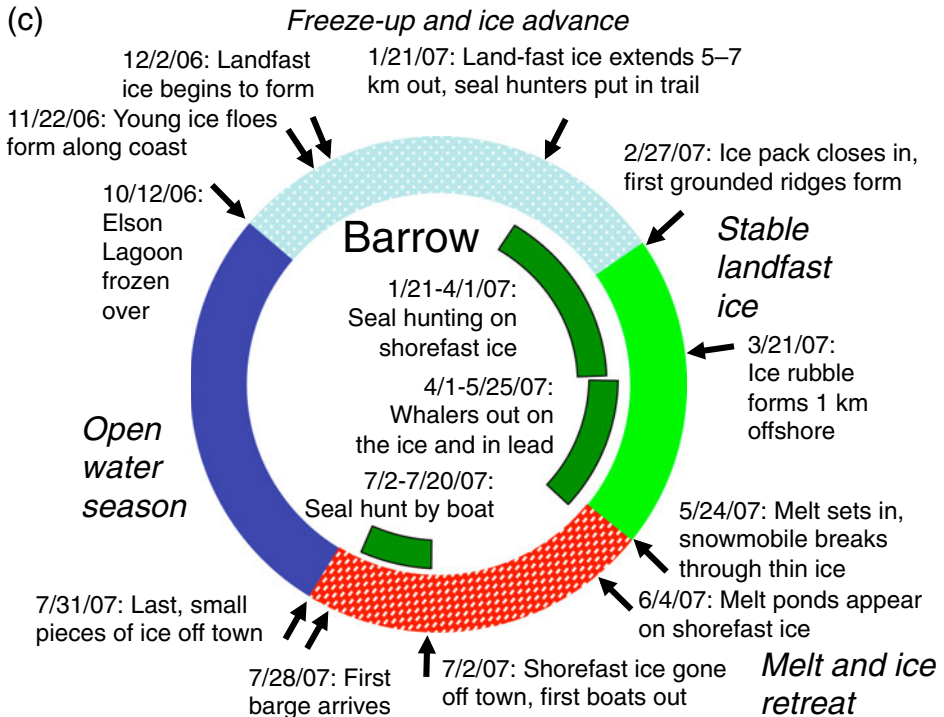 (c)
Freeze-up and ice advance
12/2/06: Landfast
ice begins to form
1/21/07: Land-fast ice extends 5–7
km out, seal hunters put in trail
11/22/06: Young ice floes
form along coast
2/27/07: Ice pack closes in,
first grounded ridges form
10/12/06:
Elson
Lagoon
frozen
over
Barrow
Stable
landfast
ice
1/21-4/1/07:
Seal hunting on
shorefast ice
3/21/07:
Ice rubble
forms 1 km
offshore
4/1-5/25/07:
Whalers out on
the ice and in lead
Open
water
season
7/2-7/20/07:
Seal hunt by boat
5/24/07: Melt sets in,
snowmobile breaks
through thin ice
6/4/07: Melt ponds appear
on shorefast ice
7/31/07: Last, small
pieces of ice off town
7/28/07: First
barge arrives
7/2/07: Shorefast ice gone
off town, first boats out
Melt and ice
retreat